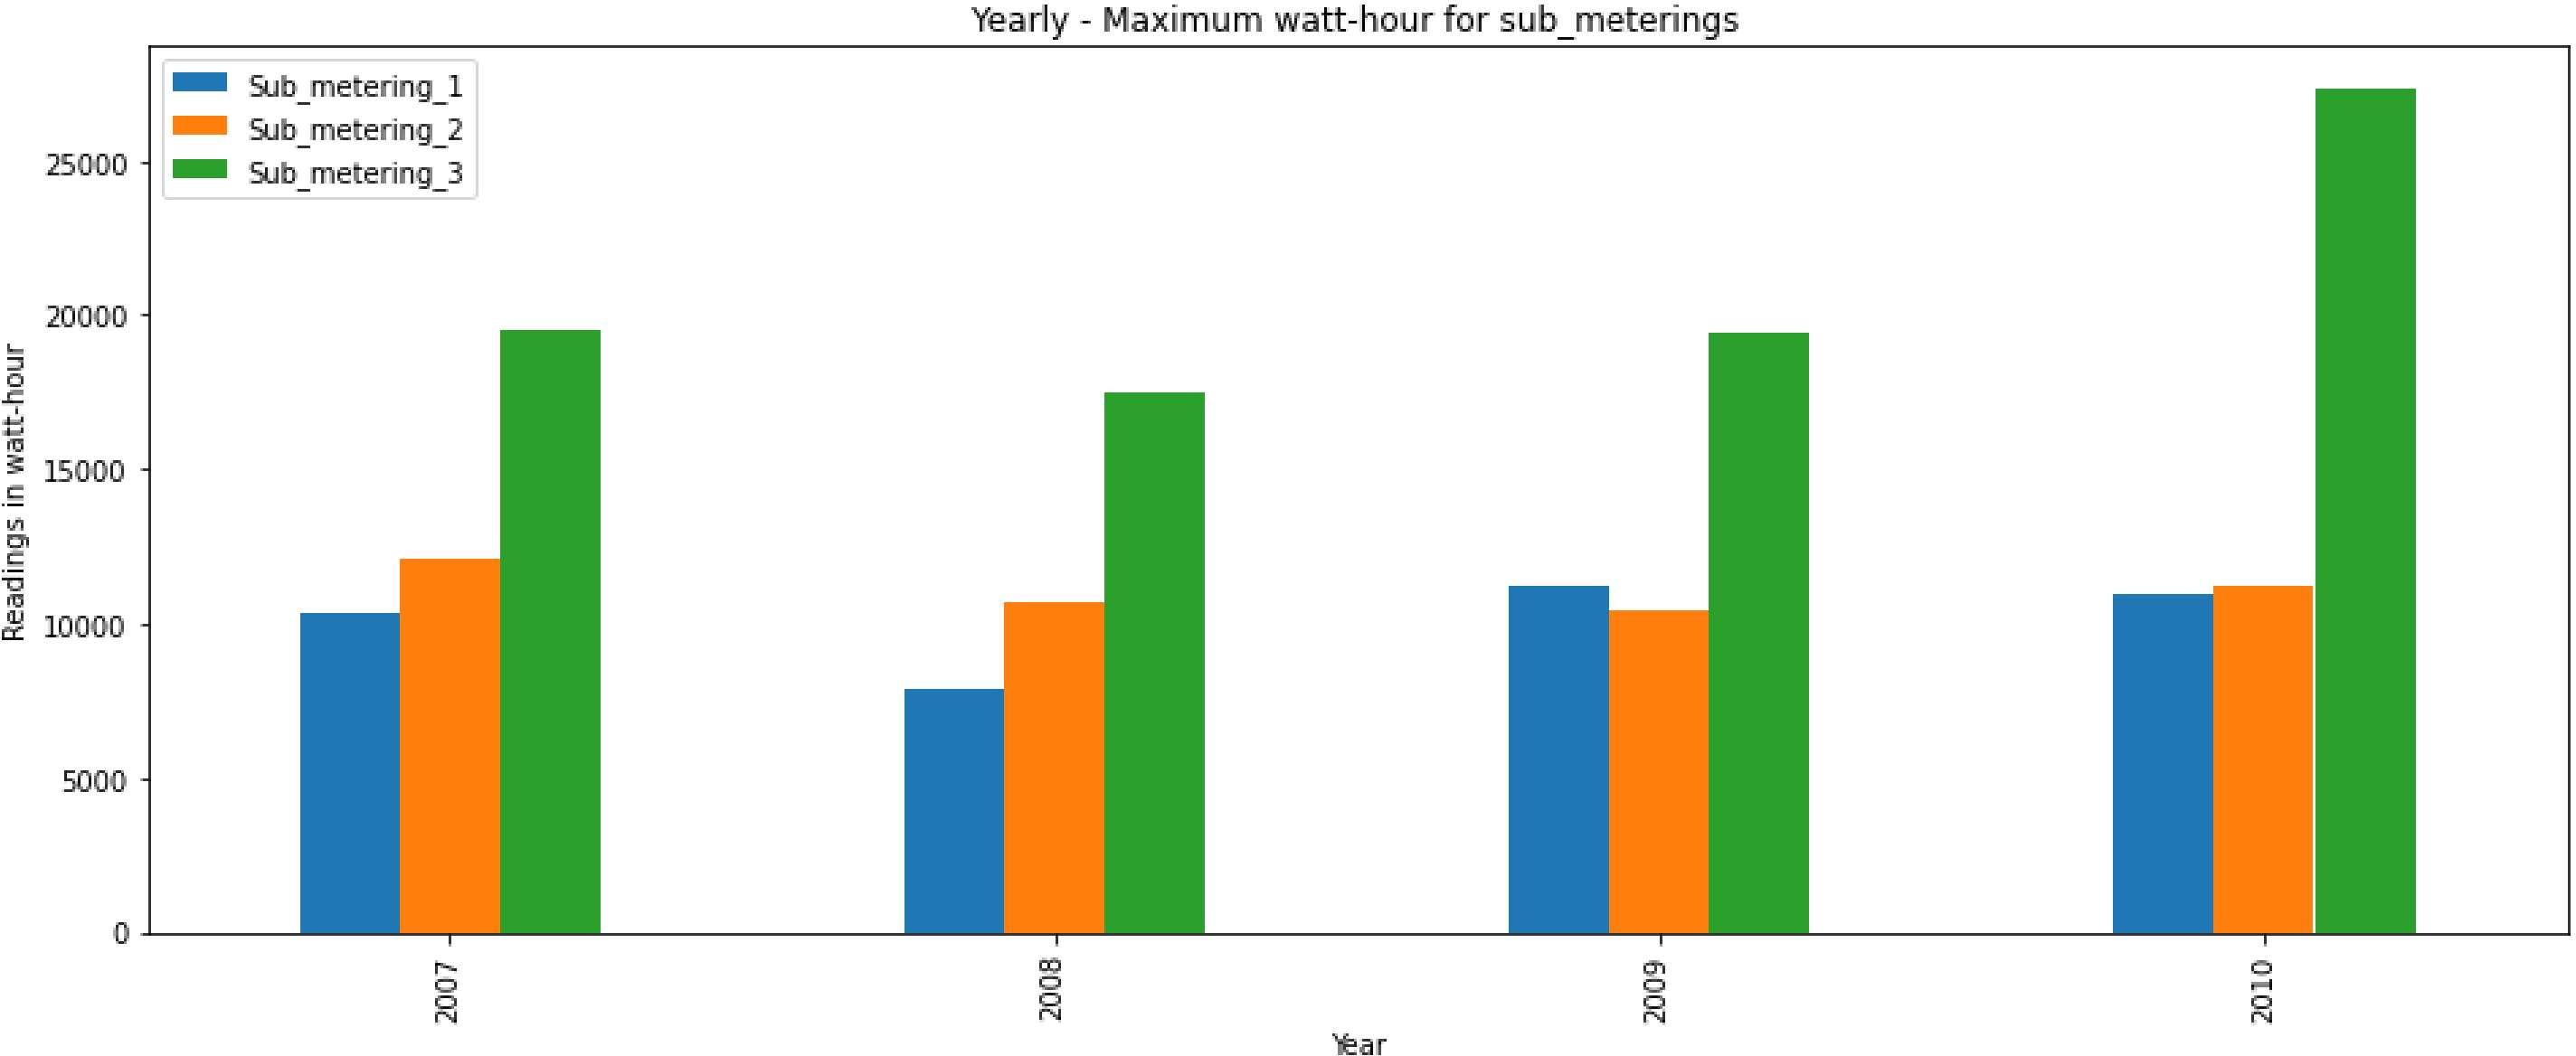 Yearly - Maximum watt-hour for sub_meterings
Sub_metering_1
Sub_metering_2
Sub_metering_3
25000
20000
15000
10000
5000
0
Readings in watt-hour
2007
2008
2009
2010
Year